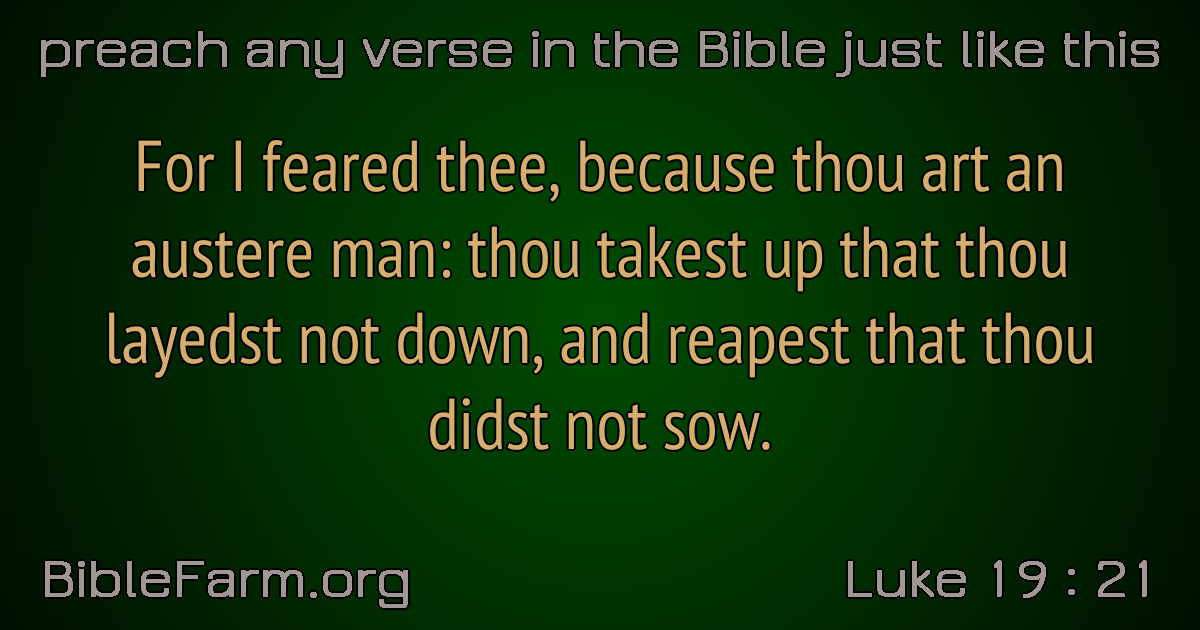 preach any verse in the Bible just like this
For I feared thee, because thou art an
austere man: thou takest up that thou
layedst not down, and reapest that thou
didst not sow.
BibleFarm.org
Luke 19 : 21